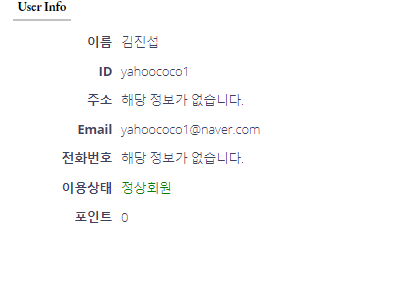 User Info
이름 김진섭
ID yahoococo1
주소 해당 정보가 없습니다.
Email yahoococo1@naver.com
전화번호 해당 정보가 없습니다.
이용상태 정상회원
포인트 0